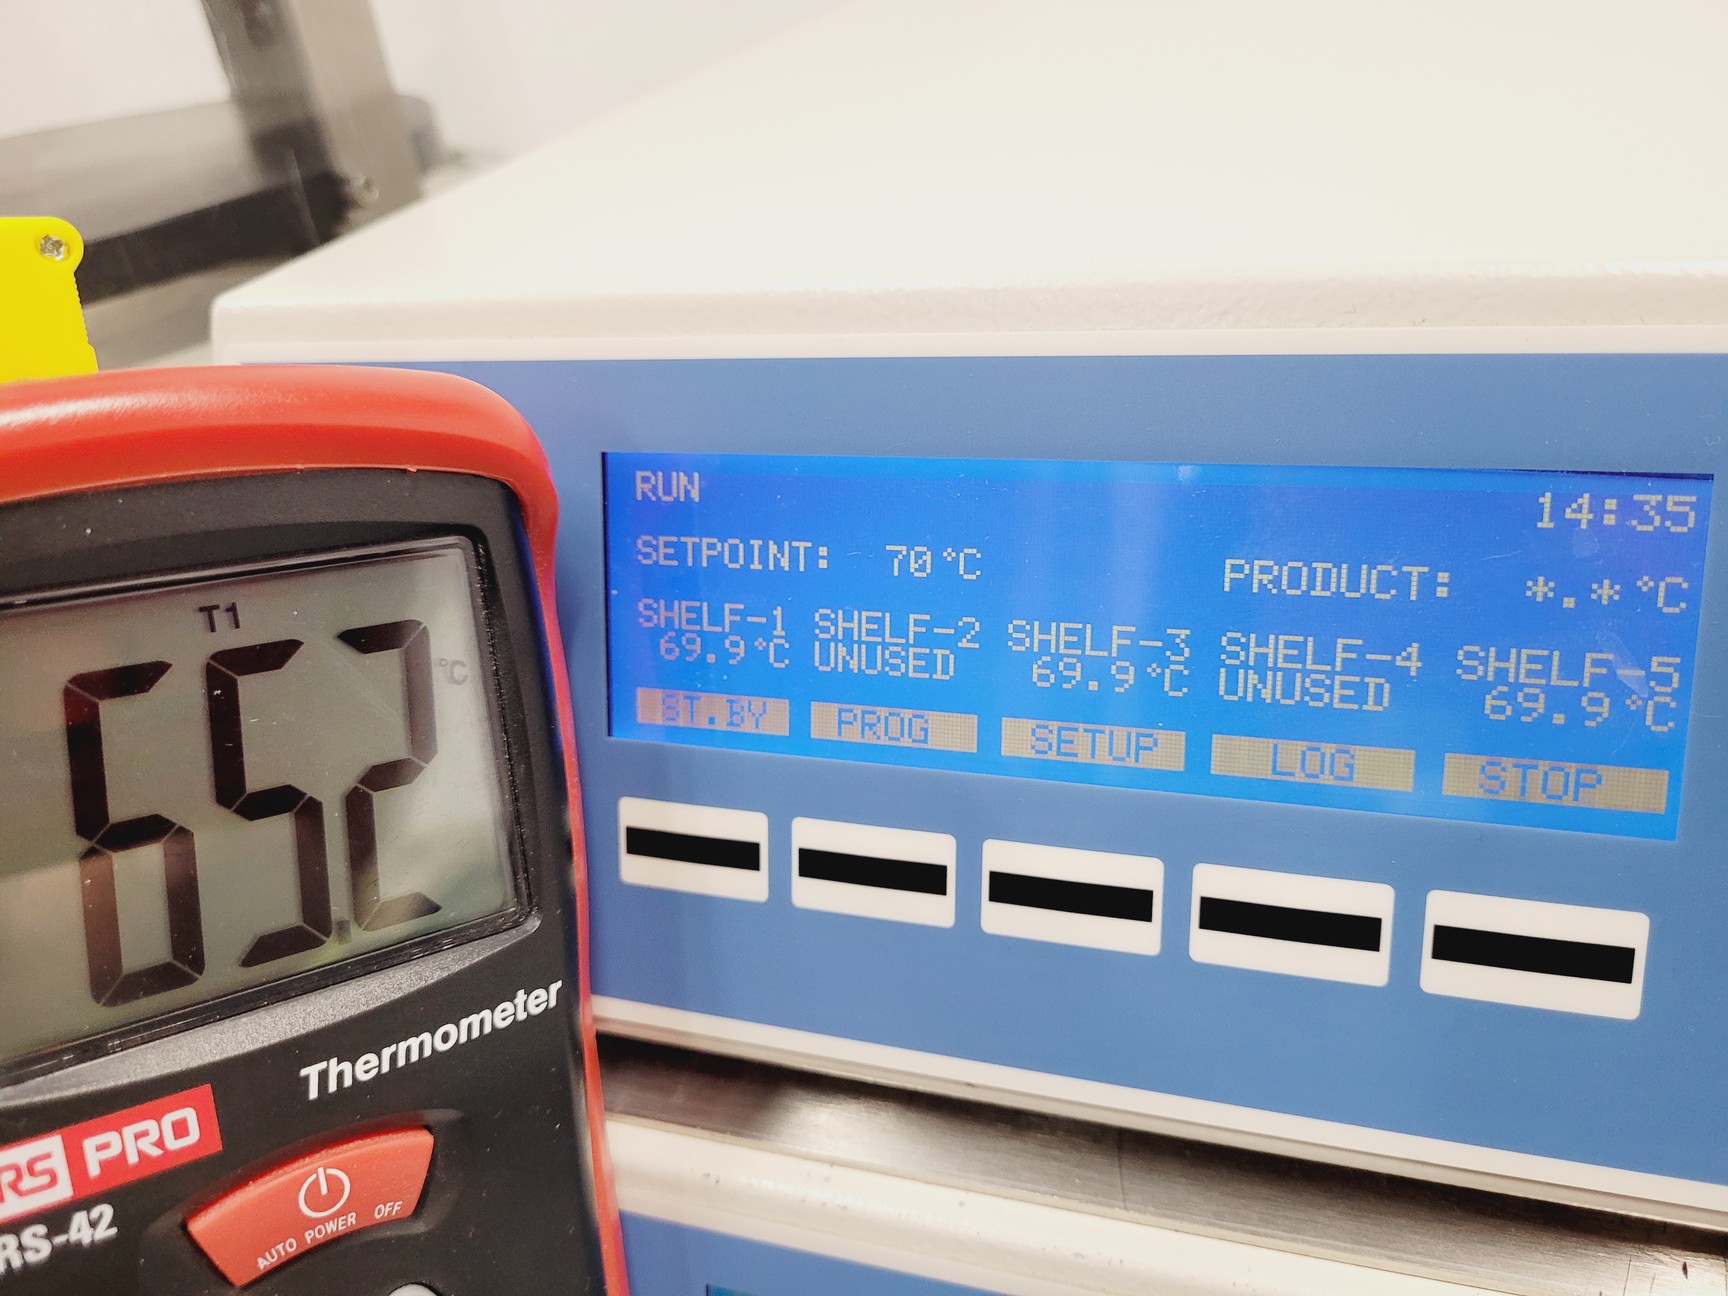 T1
°C
65.2
Thermometer
RS PRO
RS-42
AUTO POWER OFF
RUN 14:35
SETPOINT: 70°C PRODUCT: *.*°C
SHELF-1 SHELF-2 SHELF-3 SHELF-4 SHELF-5
69.9°C UNUSED 69.9°C UNUSED 69.9°C
ST.BY PROG SETUP LOG STOP